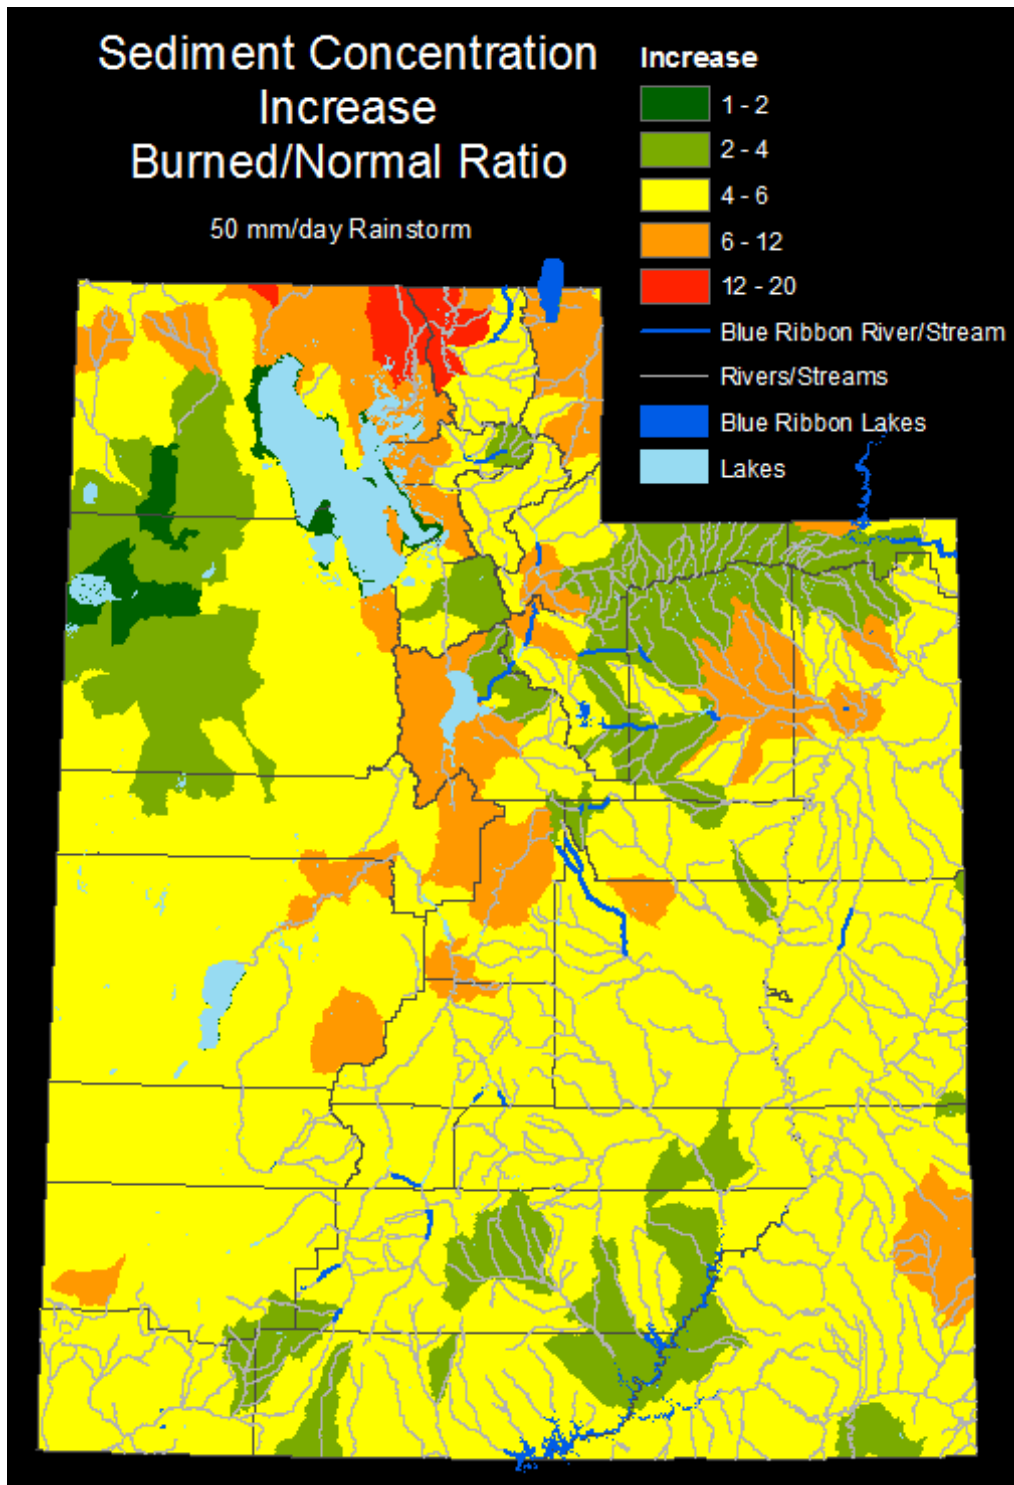 Sediment Concentration
Increase
Burned/Normal Ratio
50 mm/day Rainstorm
Increase
1 - 2
2 - 4
4 - 6
6 - 12
12 - 20
Blue Ribbon River/Stream
Rivers/Streams
Blue Ribbon Lakes
Lakes